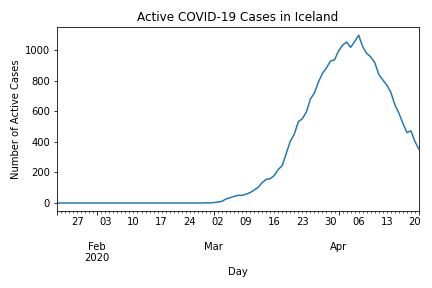 Active COVID-19 Cases in Iceland
Number of Active Cases
1000
800
600
400
200
0
27 03 10 17 24 02 09 16 23 30 06 13 20
Feb Mar Apr
2020
Day